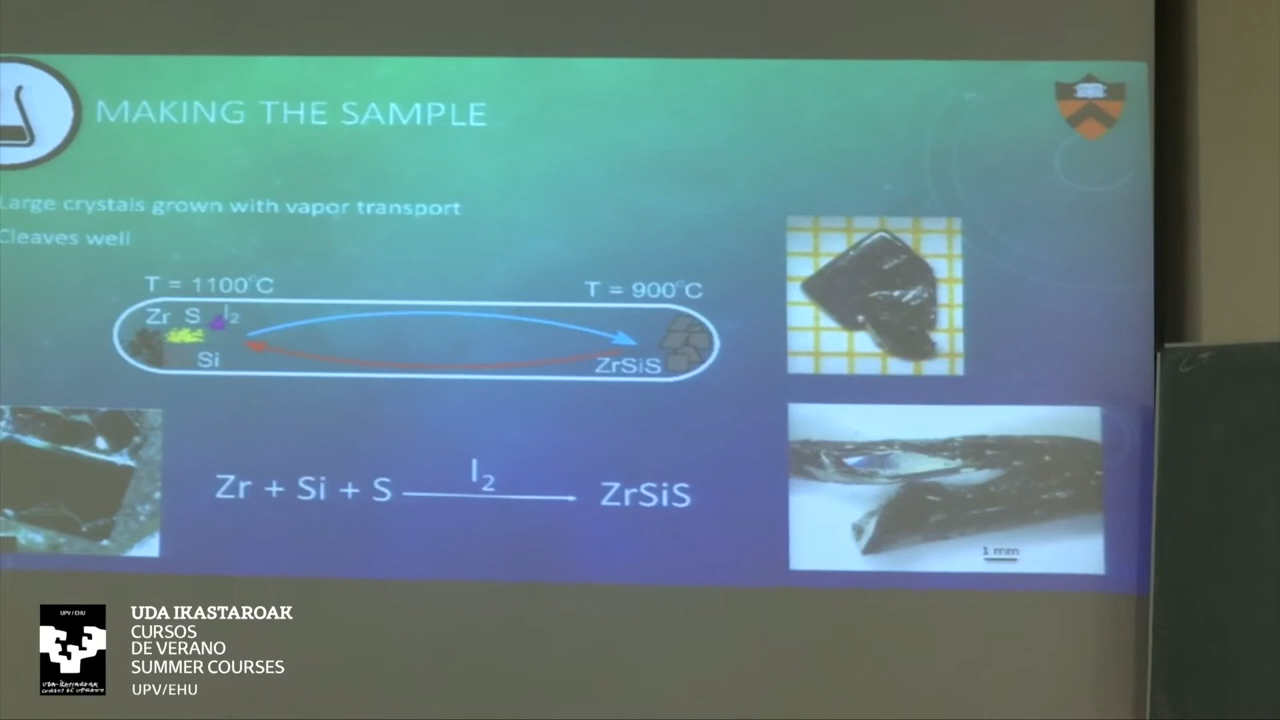 MAKING THE SAMPLE
Large crystals grown with vapor transport
Cleaves well
T = 1100°C
T = 900°C
Zr S I₂
Si
ZrSiS
I₂
Zr + Si + S ZrSiS
1 mm
UPV / EHU
UDA IKASTAROAK
CURSOS
DE VERANO
SUMMER COURSES
UPV/EHU